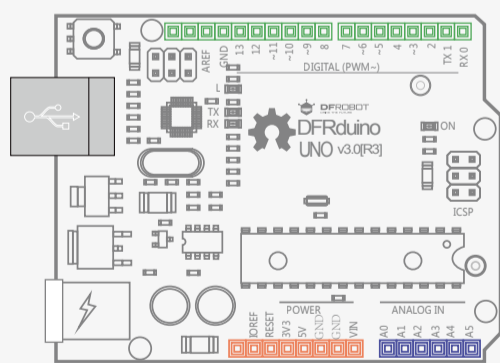 AREF
GND
13
12
~11
~10
~9
8
7
~6
~5
4
~3
2
TX 1
RX 0
DIGITAL (PWM~)
L
TX
RX
DFROBOT
DFRduino
UNO v3.0[R3]
ON
ICSP
POWER
ANALOG IN
IOREF
RESET
3V3
5V
GND
GND
VIN
A0
A1
A2
A3
A4
A5